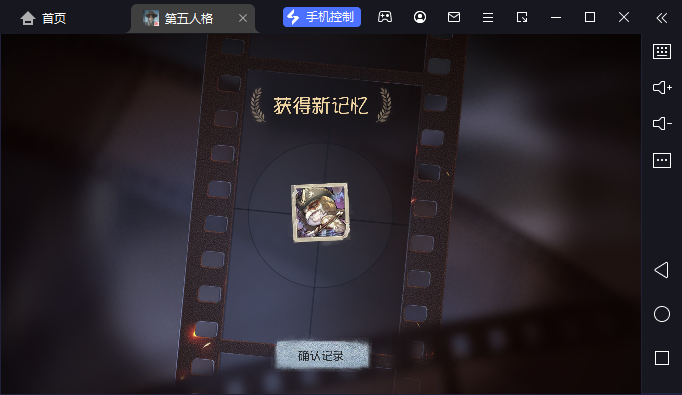 首页
第五人格
手机控制
获得新记忆
确认记录